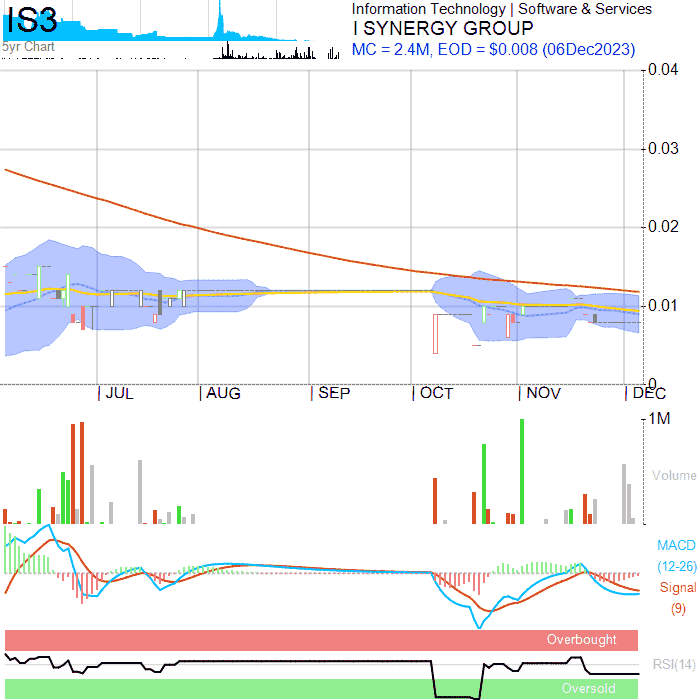 IS3
5yr Chart
Information Technology | Software & Services
I SYNERGY GROUP
MC = 2.4M, EOD = $0.008 (06Dec2023)
0.04
0.03
0.02
0.01
0
JUL AUG SEP OCT NOV DEC
1M
Volume
MACD
(12-26)
Signal
(9)
Overbought
RSI(14)
Oversold